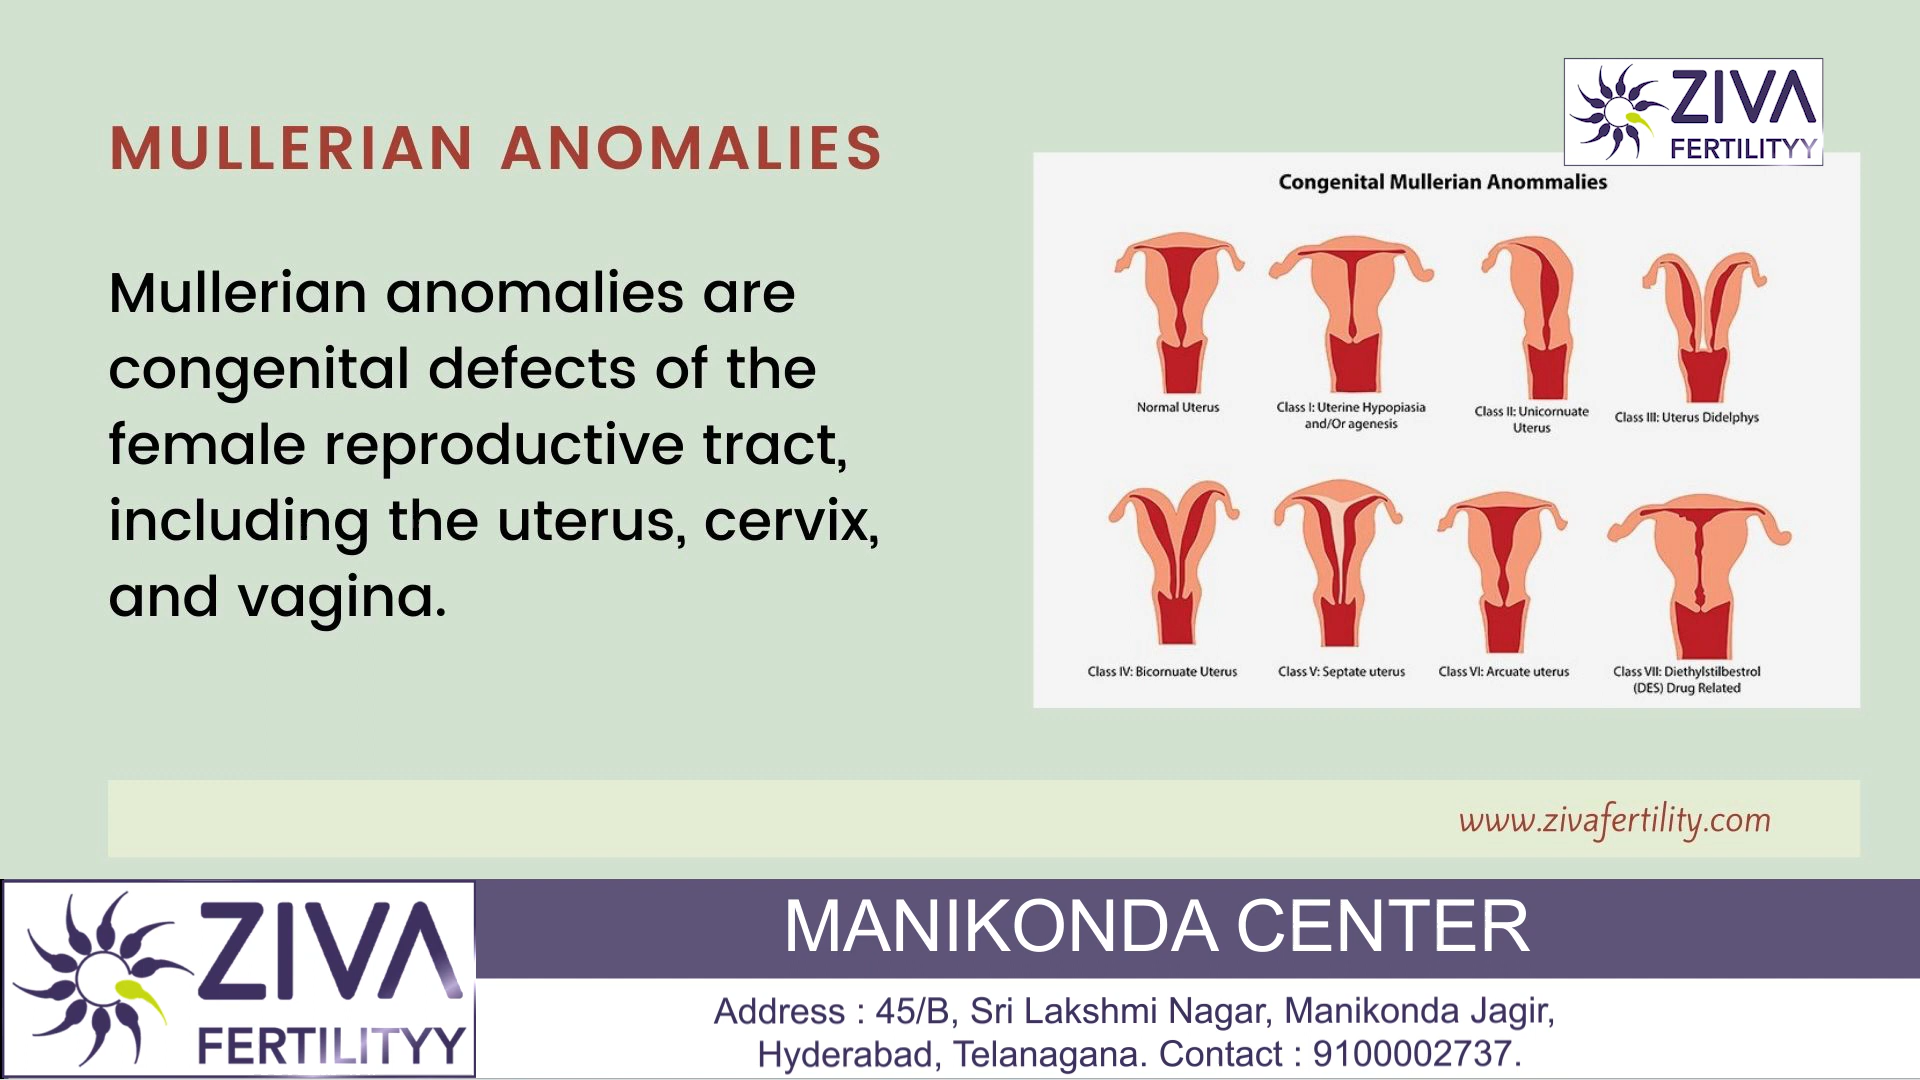 ZIVA
FERTILITYY
MULLERIAN ANOMALIES
Mullerian anomalies are
congenital defects of the
female reproductive tract,
including the uterus, cervix,
and vagina.
Congenital Mullerian Anommalies
Normal Uterus
Class I: Uterine Hypopiasia
and/Or agenesis
Class II: Unicornuate
Uterus
Class III: Uterus Didelphys
Class IV: Bicornuate Uterus
Class V: Septate uterus
Class VI: Arcuate uterus
Class VII: Diethylstilbestrol
(DES) Drug Related
www.zivafertility.com
ZIVA
FERTILITYY
MANIKONDA CENTER
Address : 45/B, Sri Lakshmi Nagar, Manikonda Jagir,
Hyderabad, Telanagana. Contact : 9100002737.